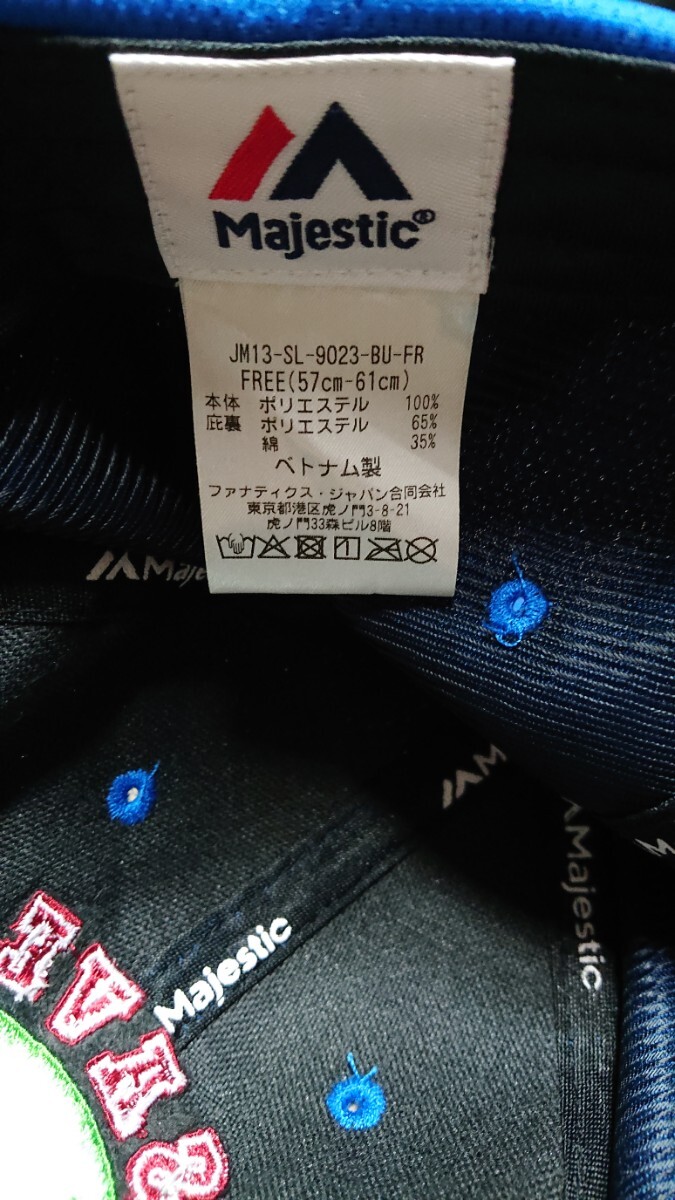 Majestic®
JM13-SL-9023-BU-FR
FREE(57cm-61cm)
本体 ポリエステル 100%
庇裏 ポリエステル 65%
綿 35%
ベトナム製
ファナティクス・ジャパン合同会社
東京都港区虎ノ門3-8-21
虎ノ門33森ビル8階
Maje
Majestic
Majestic